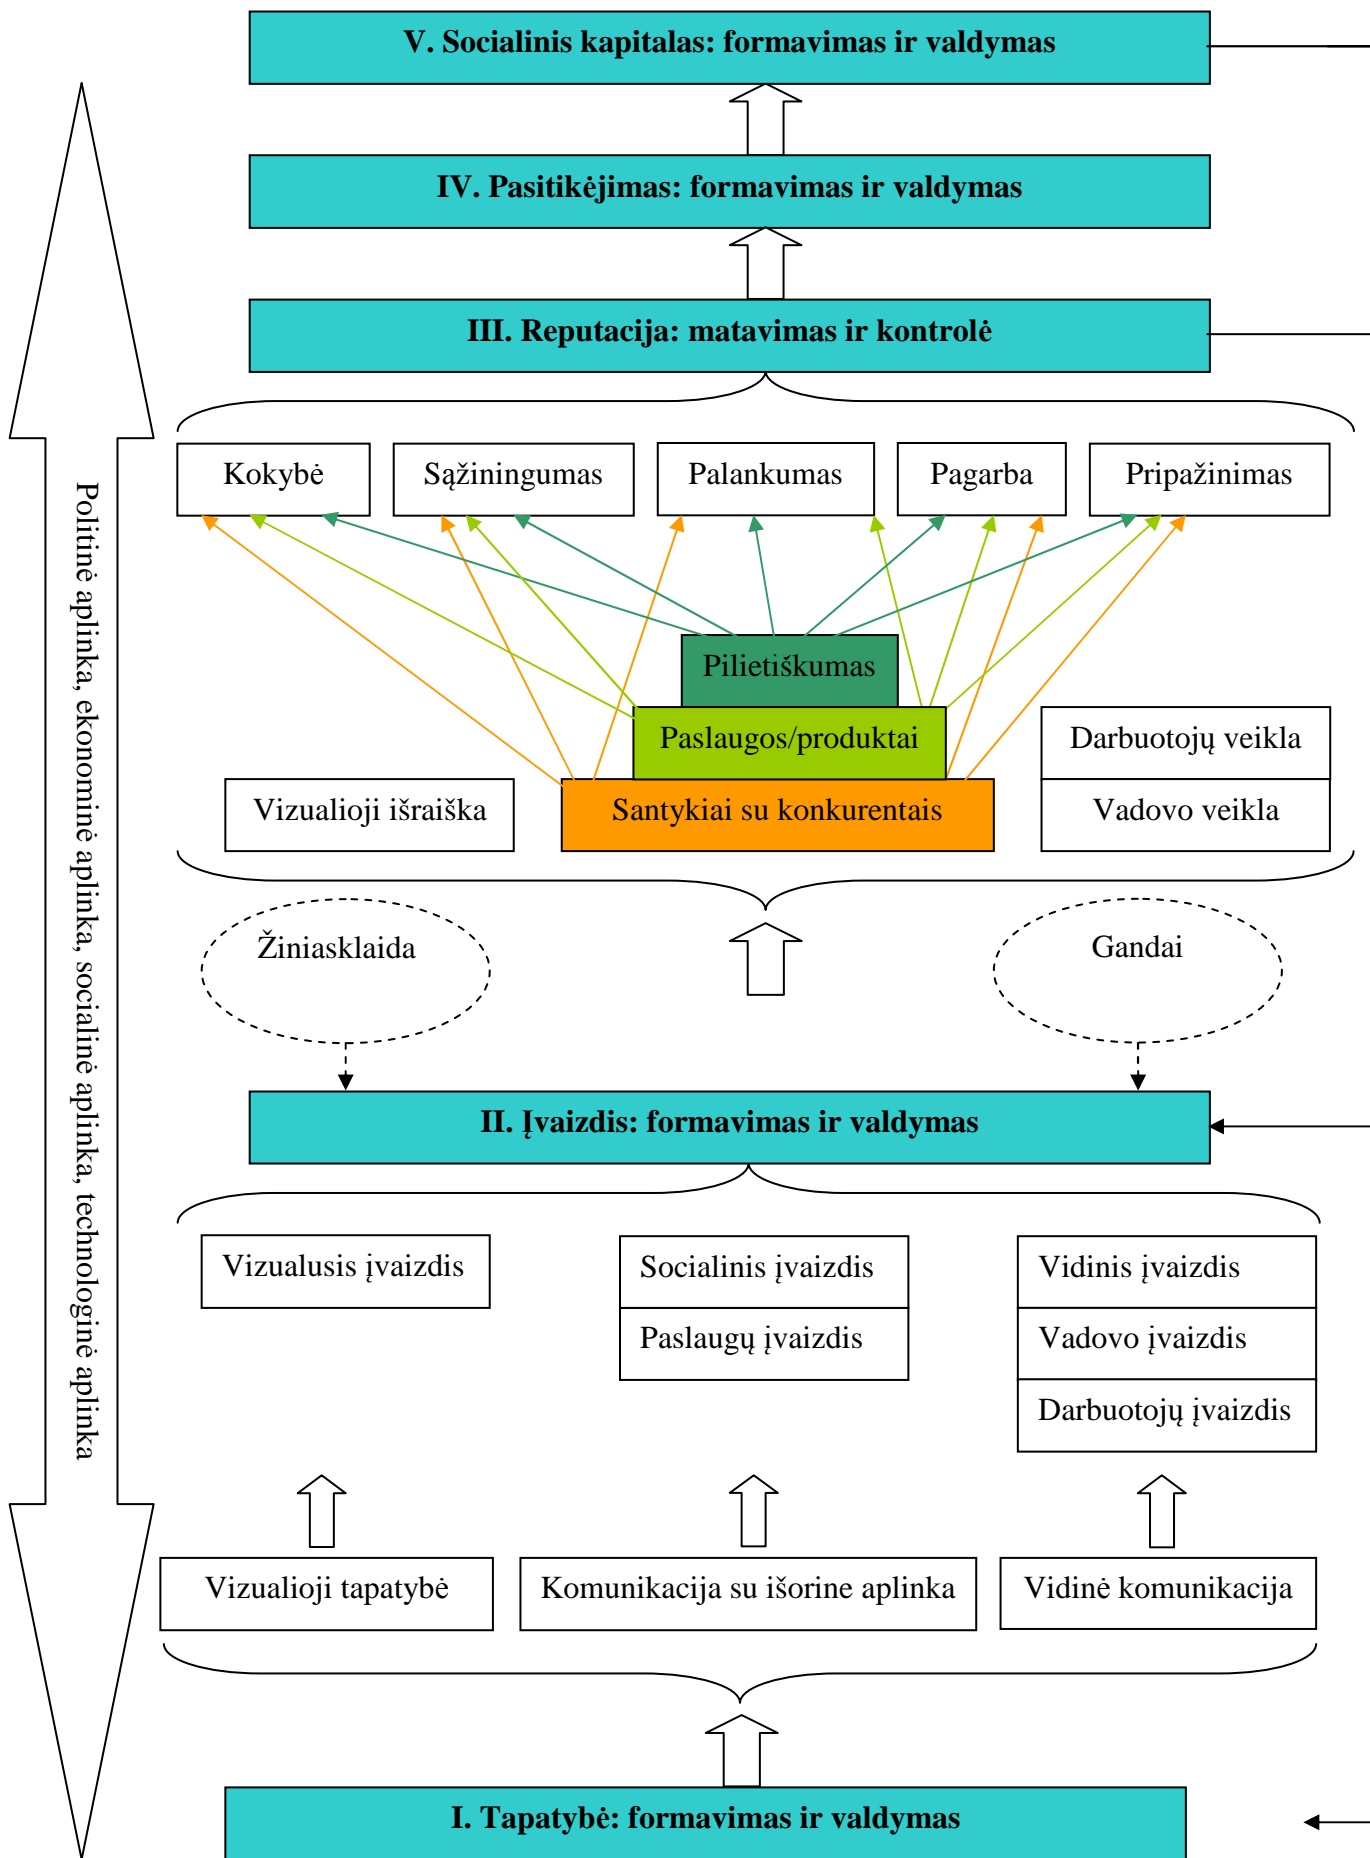 V. Socialinis kapitalas: formavimas ir valdymas
IV. Pasitikėjimas: formavimas ir valdymas
III. Reputacija: matavimas ir kontrolė
Kokybė
Sąžiningumas
Palankumas
Pagarba
Pripažinimas
Politinė aplinka, ekonominė aplinka, socialinė aplinka, technologinė aplinka
Pilietiškumas
Paslaugos/produktai
Darbuotojų veikla
Vizualioji išraiška
Santykiai su konkurentais
Vadovo veikla
Žiniasklaida
Gandai
II. Įvaizdis: formavimas ir valdymas
Vizualusis įvaizdis
Socialinis įvaizdis
Vidinis įvaizdis
Paslaugų įvaizdis
Vadovo įvaizdis
Darbuotojų įvaizdis
Vizualioji tapatybė
Komunikacija su išorine aplinka
Vidinė komunikacija
I. Tapatybė: formavimas ir valdymas